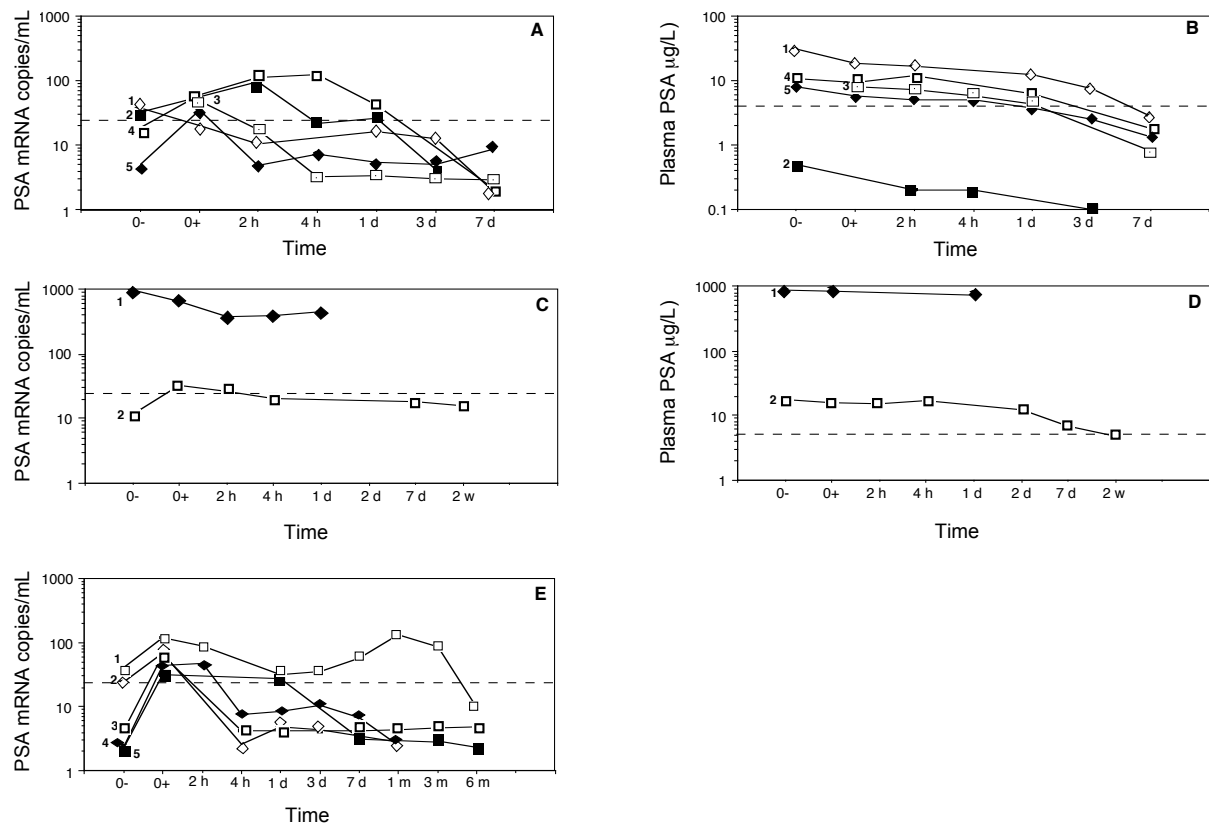 PSA mRNA copies/mL
1000
100
10
1
A
1
2
3
4
5
0-
0+
2 h
4 h
1 d
3 d
7 d
Time
Plasma PSA µg/L)
100
10
1
0.1
B
1
4
3
5
2
0-
0+
2 h
4 h
1 d
3 d
7 d
Time
PSA mRNA copies/mL
1000
100
10
1
C
1
2
0-
0+
2 h
4 h
1 d
2 d
7 d
2 w
Time
Plasma PSA µg/L)
1000
100
10
1
D
1
2
0-
0+
2 h
4 h
1 d
2 d
7 d
2 w
Time
PSA mRNA copies/mL
1000
100
10
1
E
1
2
3
4
5
0-
0+
2 h
4 h
1 d
3 d
7 d
1 m
3 m
6 m
Time